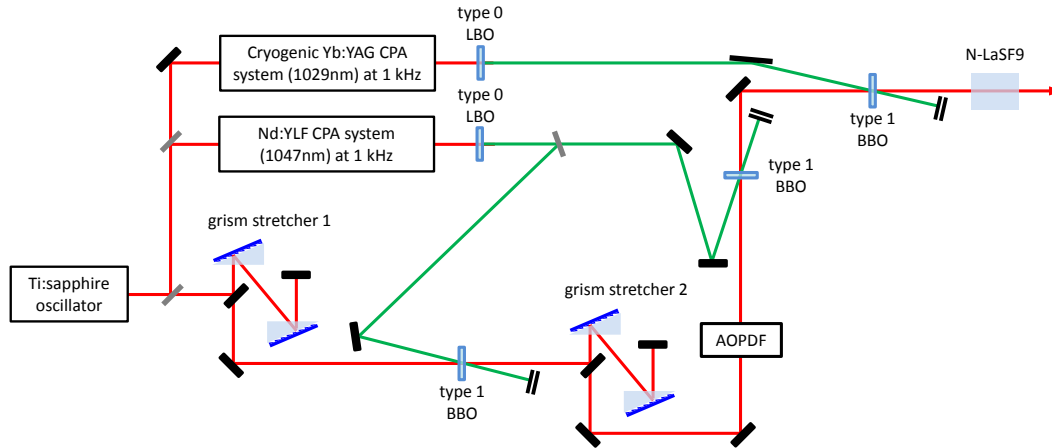 type 0
LBO
Cryogenic Yb:YAG CPA
system (1029nm) at 1 kHz
N-LaSF9
type 0
LBO
Nd:YLF CPA system
(1047nm) at 1 kHz
type 1
BBO
type 1
BBO
grism stretcher 1
Ti:sapphire
oscillator
grism stretcher 2
AOPDF
type 1
BBO